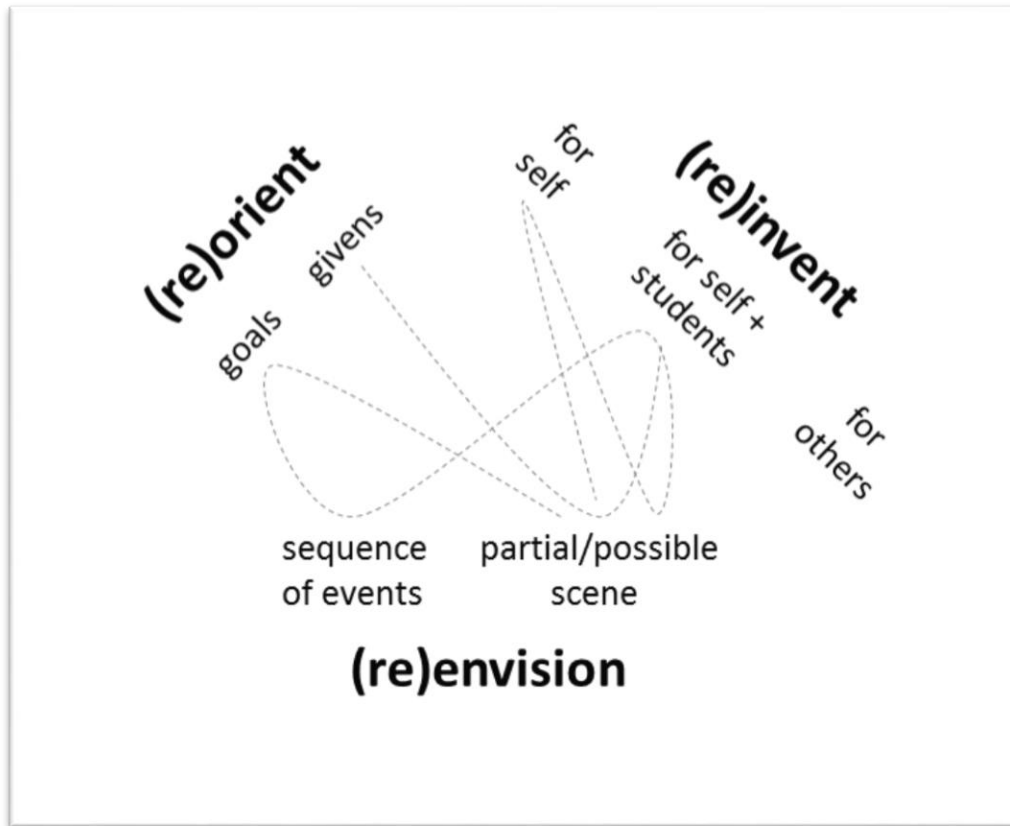 (re)orient
givens
goals
for
self
(re)invent
for self +
students
for
others
sequence
of events
partial/possible
scene
(re)envision